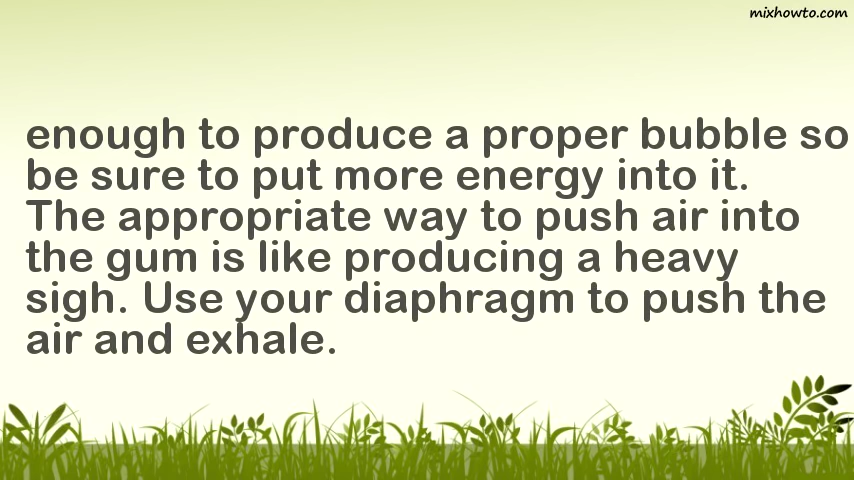 mixhowto.com
enough to produce a proper bubble so
be sure to put more energy into it.
The appropriate way to push air into
the gum is like producing a heavy
sigh. Use your diaphragm to push the
air and exhale.